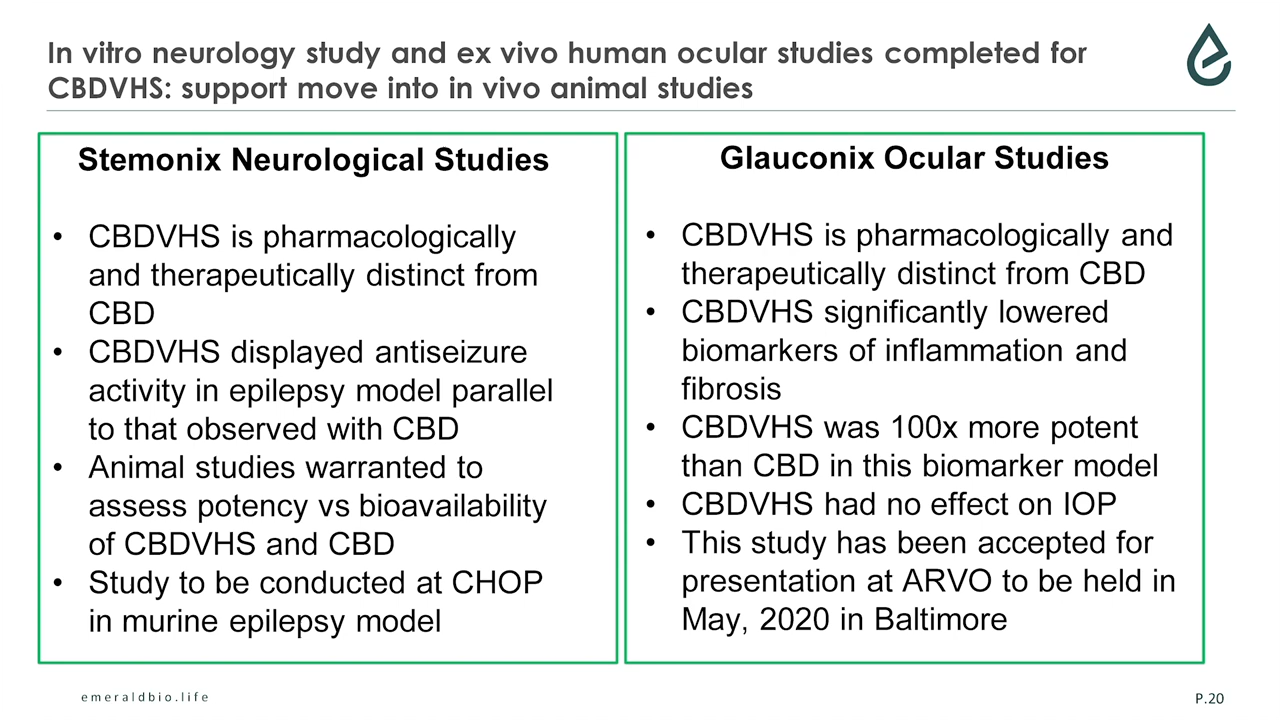 In vitro neurology study and ex vivo human ocular studies completed for
CBDVHS: support move into in vivo animal studies
Stemonix Neurological Studies
• CBDVHS is pharmacologically
and therapeutically distinct from
CBD
• CBDVHS displayed antiseizure
activity in epilepsy model parallel
to that observed with CBD
• Animal studies warranted to
assess potency vs bioavailability
of CBDVHS and CBD
• Study to be conducted at CHOP
in murine epilepsy model
Glauconix Ocular Studies
• CBDVHS is pharmacologically and
therapeutically distinct from CBD
• CBDVHS significantly lowered
biomarkers of inflammation and
fibrosis
• CBDVHS was 100x more potent
than CBD in this biomarker model
• CBDVHS had no effect on IOP
• This study has been accepted for
presentation at ARVO to be held in
May, 2020 in Baltimore
emeraldbio.life
P.20